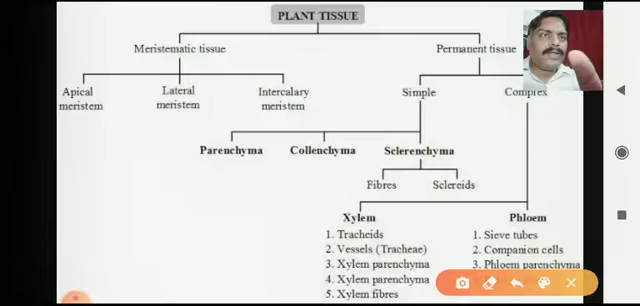 PLANT TISSUE
Meristematic tissue
Permanent tissue
Apical meristem
Lateral meristem
Intercalary meristem
Simple
Complex
Parenchyma
Collenchyma
Sclerenchyma
Fibres
Sclereids
Xylem
1. Tracheids
2. Vessels (Tracheae)
3. Xylem parenchyma
4. Xylem parenchyma
5. Xylem fibres
Phloem
1. Sieve tubes
2. Companion cells
3. Phloem parenchyma